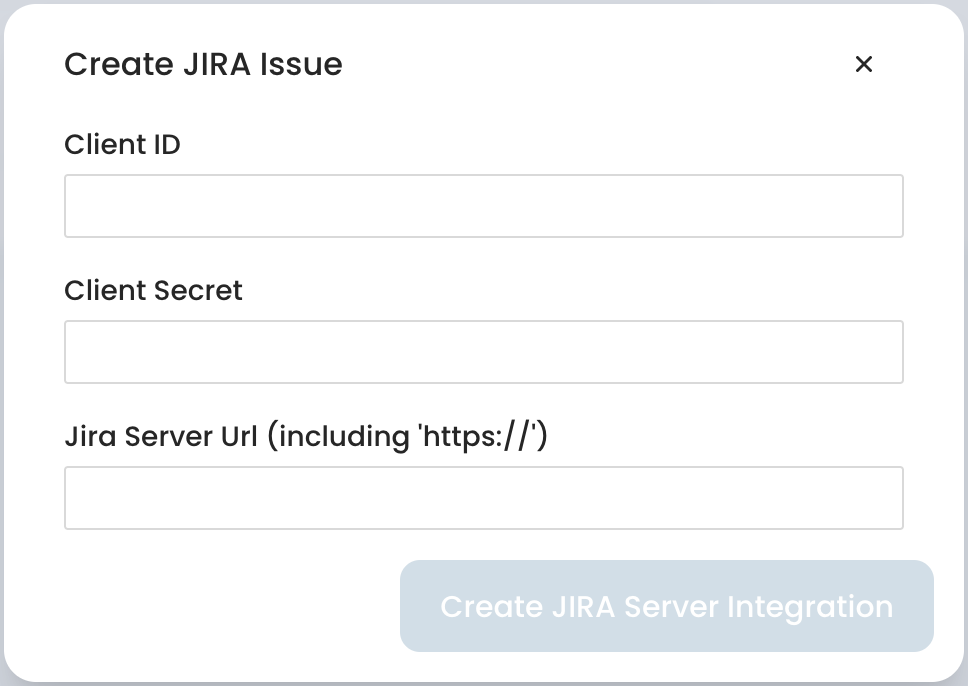 Create JIRA Issue
Client ID
Client Secret
Jira Server Url (including 'https://')
Create JIRA Server Integration